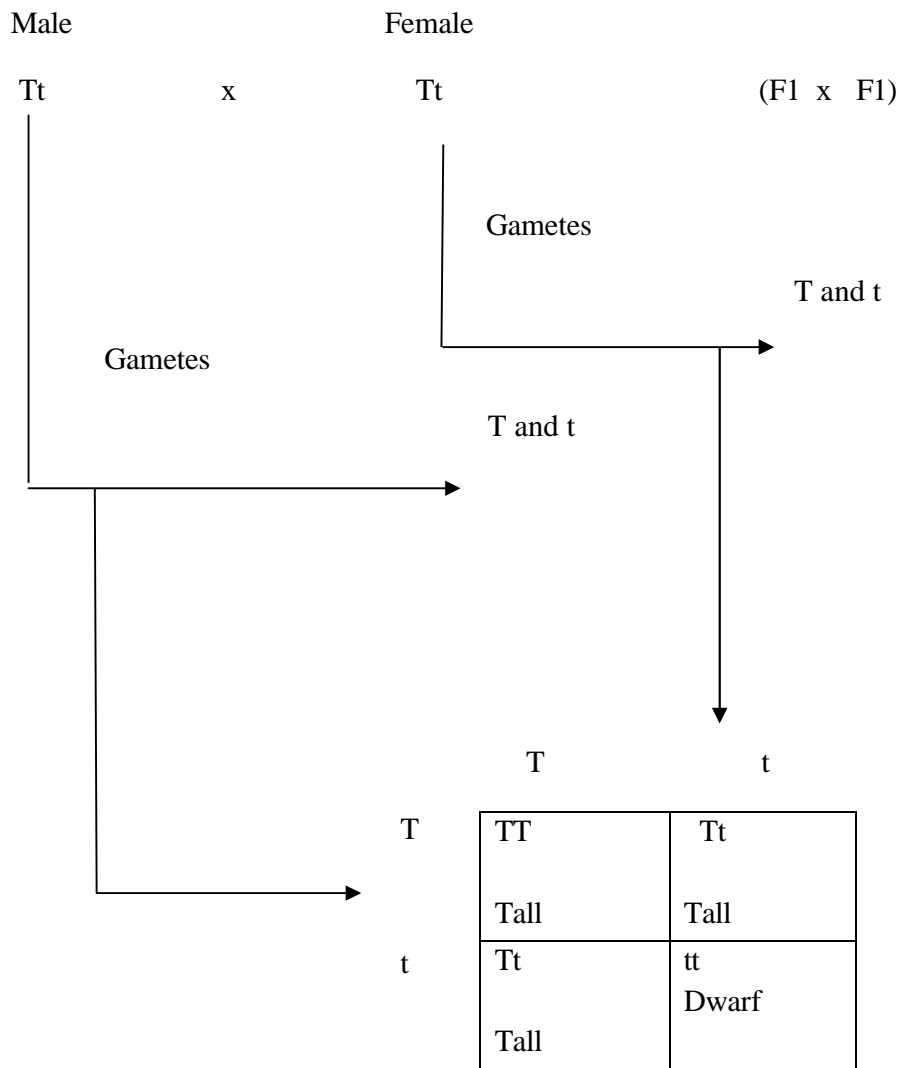 Male Female
Tt x Tt (F1 x F1)
Gametes
T and t
Gametes
T and t
T t
T TT Tt
Tall Tall
t Tt tt
Dwarf
Tall